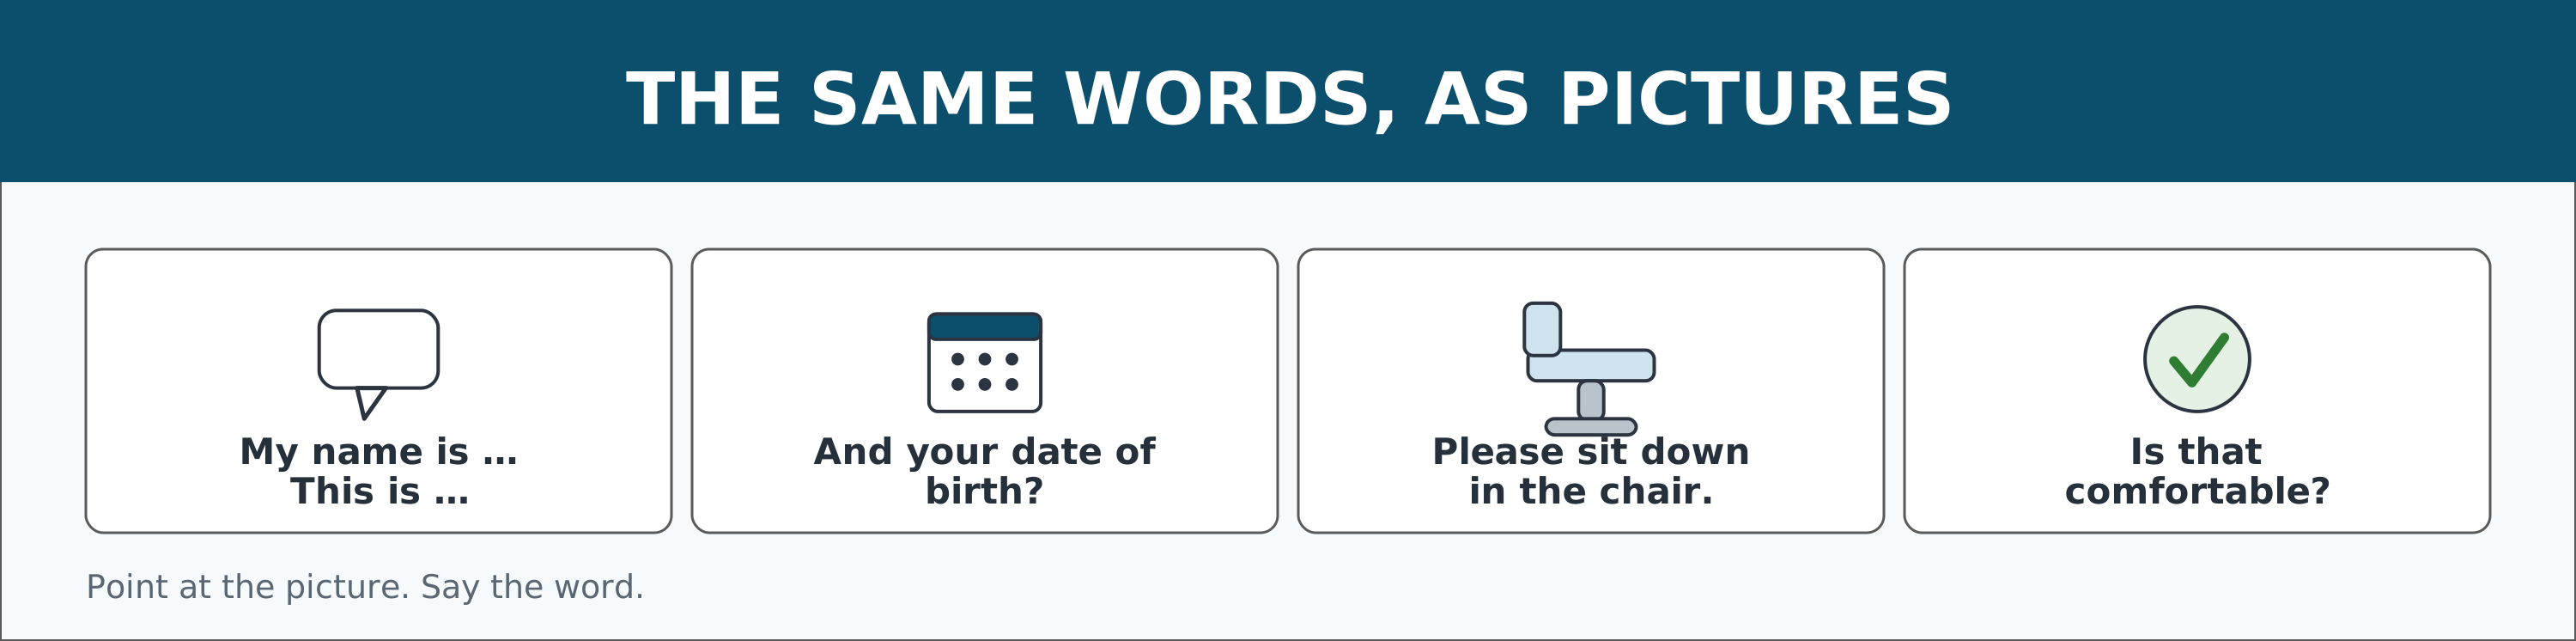 THE SAME WORDS, AS PICTURES
My name is …
This is …
And your date of
birth?
Please sit down
in the chair.
Is that
comfortable?
Point at the picture. Say the word.